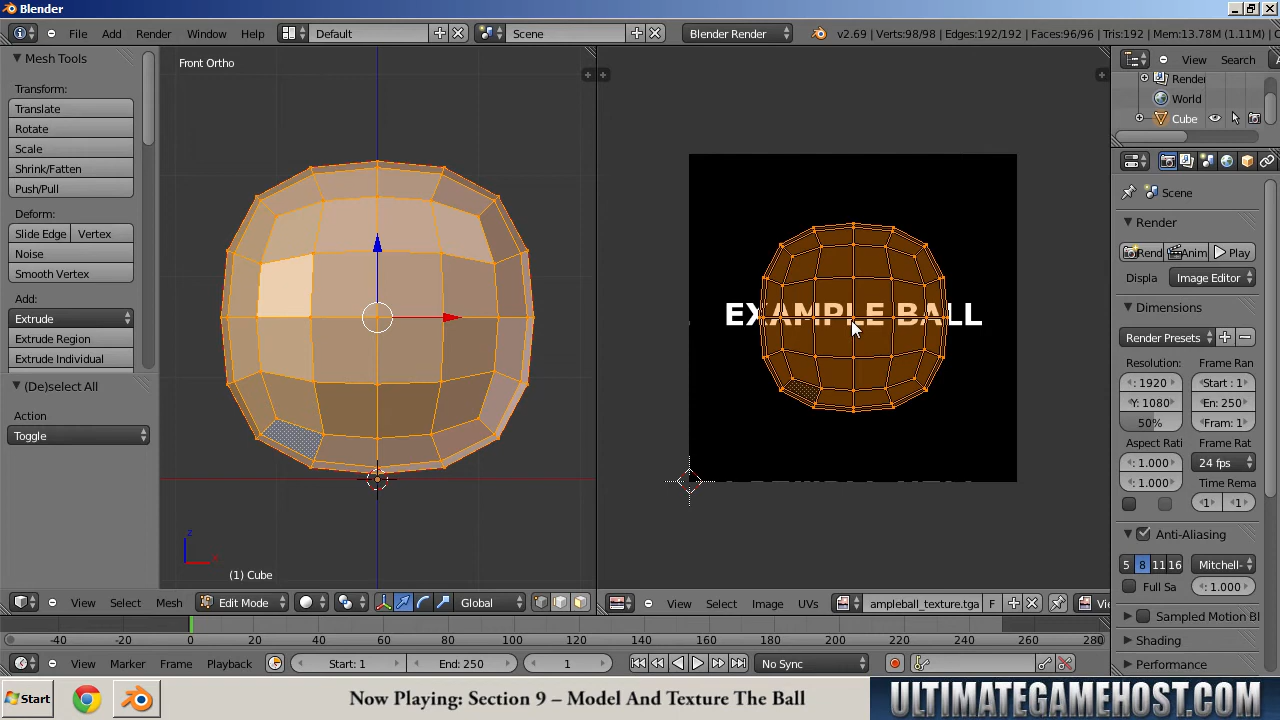 Blender
File Add Render Window Help Default Scene Blender Render v2.69 | Verts:98/98 | Edges:192/192 | Faces:96/96 | Tris:192 | Mem:13.78M (1.11M) | C
Mesh Tools
Transform:
Translate
Rotate
Scale
Shrink/Fatten
Push/Pull
Deform:
Slide Edge Vertex
Noise
Smooth Vertex
Add:
Extrude
Extrude Region
Extrude Individual
(De)select All
Action
Toggle
Front Ortho
z
x
(1) Cube
EXAMPLE BALL
View Search
Render
World
Cube
Scene
Render
Rend Anim Play
Displa Image Editor
Dimensions
Render Presets
Resolution: Frame Ran
: 1920 Start : 1
Y: 1080 En: 250
50% Fram: 1
Aspect Rati Frame Rat
: 1.000 24 fps
: 1.000 Time Rema
: 1 : 1
Anti-Aliasing
5 8 11 16 Mitchell-
Full Sa : 1.000
Sampled Motion Bl
Shading
Performance
View Select Mesh Edit Mode Global
View Select Image UVs ampleball_texture.tga F Vie
-40 -20 0 20 40 60 80 100 120 140 160 180 200 220 240 260 280
View Marker Frame Playback Start: 1 End: 250 1 No Sync
Start
Now Playing: Section 9 – Model And Texture The Ball
ULTIMATEGAMEHOST.COM